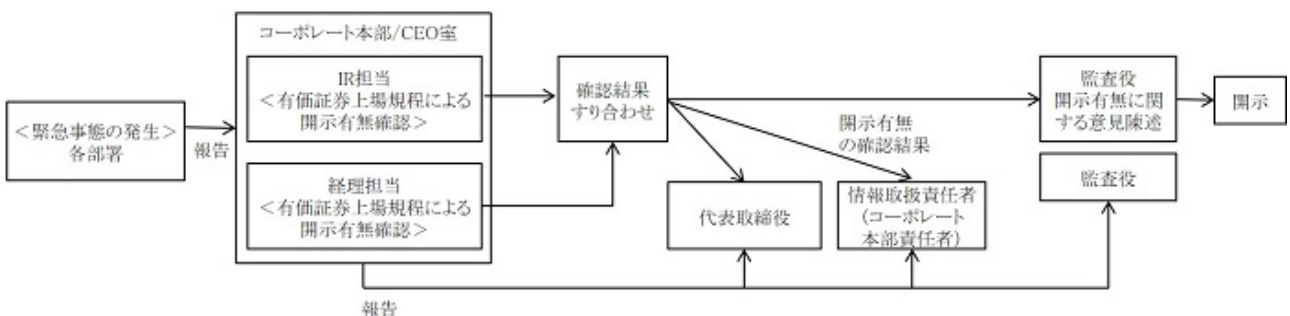 コーポレート本部/CEO室
IR担当
＜有価証券上場規程による
開示有無確認＞
＜緊急事態の発生＞
各部署
報告
経理担当
＜有価証券上場規程による
開示有無確認＞
確認結果
すり合わせ
開示有無
の確認結果
代表取締役
情報取扱責任者
(コーポレート
本部責任者)
監査役
開示有無に関
する意見陳述
監査役
開示
報告